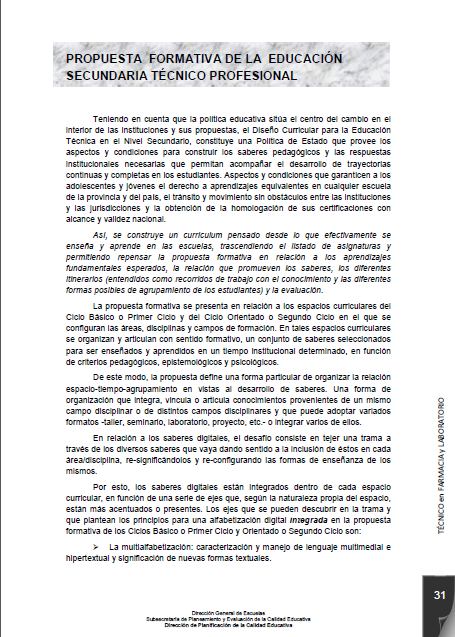 PROPUESTA FORMATIVA DE LA EDUCACIÓN
SECUNDARIA TÉCNICO PROFESIONAL
Teniendo en cuenta que la política educativa sitúa el centro del cambio en el
interior de las instituciones y sus propuestas, el Diseño Curricular para la Educación
Técnica en el Nivel Secundario, constituye una Política de Estado que provee los
aspectos y condiciones para construir los saberes pedagógicos y las respuestas
institucionales necesarias que permitan acompañar el desarrollo de trayectorias
continuas y completas en los estudiantes. Aspectos y condiciones que garanticen a los
adolescentes y jóvenes el derecho a aprendizajes equivalentes en cualquier escuela
de la provincia y del país, el tránsito y movimiento sin obstáculos entre las instituciones
y las jurisdicciones y la obtención de la homologación de sus certificaciones con
alcance y validez nacional.
Así, se construye un curriculum pensado desde lo que efectivamente se
enseña y aprende en las escuelas, trascendiendo el listado de asignaturas y
permitiendo repensar la propuesta formativa en relación a los aprendizajes
fundamentales esperados, la relación que promueven los saberes, los diferentes
itinerarios (entendidos como recorridos de trabajo con el conocimiento y las diferentes
formas posibles de agrupamiento de los estudiantes) y la evaluación.
La propuesta formativa se presenta en relación a los espacios curriculares del
Ciclo Básico o Primer Ciclo y del Ciclo Orientado o Segundo Ciclo en el que se
configuran las áreas, disciplinas y campos de formación. En tales espacios curriculares
se organizan y articulan con sentido formativo, un conjunto de saberes seleccionados
para ser enseñados y aprendidos en un tiempo institucional determinado, en función
de criterios pedagógicos, epistemológicos y psicológicos.
De este modo, la propuesta define una forma particular de organizar la relación
espacio-tiempo-agrupamiento en vistas al desarrollo de saberes. Una forma de
organización que integra, vincula o articula conocimientos provenientes de un mismo
campo disciplinar o de distintos campos disciplinares y que puede adoptar variados
formatos -taller, seminario, laboratorio, proyecto, etc.- o integrar varios de ellos.
En relación a los saberes digitales, el desafío consiste en tejer una trama a
través de los diversos saberes que vaya dando sentido a la inclusión de éstos en cada
área/disciplina, re-significándolos y re-configurando las formas de enseñanza de los
mismos.
Por esto, los saberes digitales están integrados dentro de cada espacio
curricular, en función de una serie de ejes que, según la naturaleza propia del espacio,
están más acentuados o presentes. Los ejes que se pueden descubrir en la trama y
que plantean los principios para una alfabetización digital integrada en la propuesta
formativa de los Ciclos Básico o Primer Ciclo y Orientado o Segundo Ciclo son:
➢ La multialfabetización: caracterización y manejo de lenguaje multimedial e
hipertextual y significación de nuevas formas textuales.
TÉCNICO en FARMACIA y LABORATORIO
31
Dirección General de Escuelas
Subsecretaría de Planeamiento y Evaluación de la Calidad Educativa
Dirección de Planificación de la Calidad Educativa